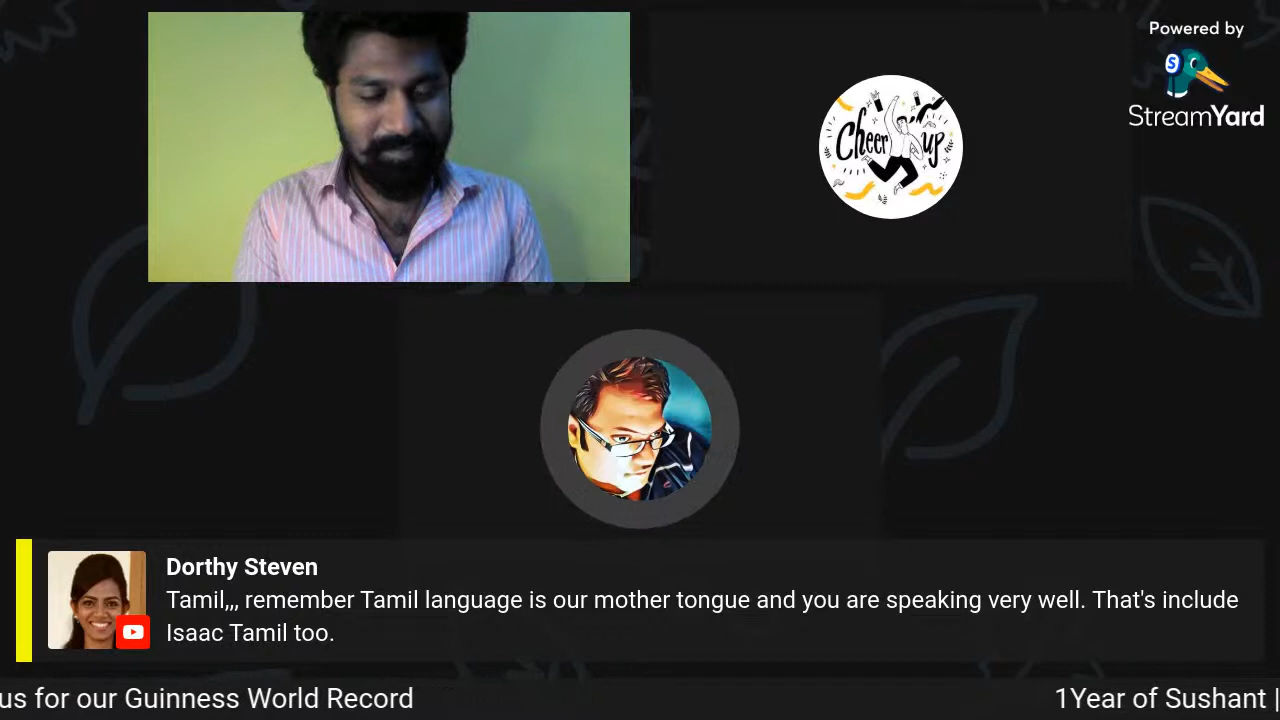 Powered by
S
StreamYard
Cheer up
Dorthy Steven
Tamil,,, remember Tamil language is our mother tongue and you are speaking very well. That's include
Isaac Tamil too.
us for our Guinness World Record
1Year of Sushant |